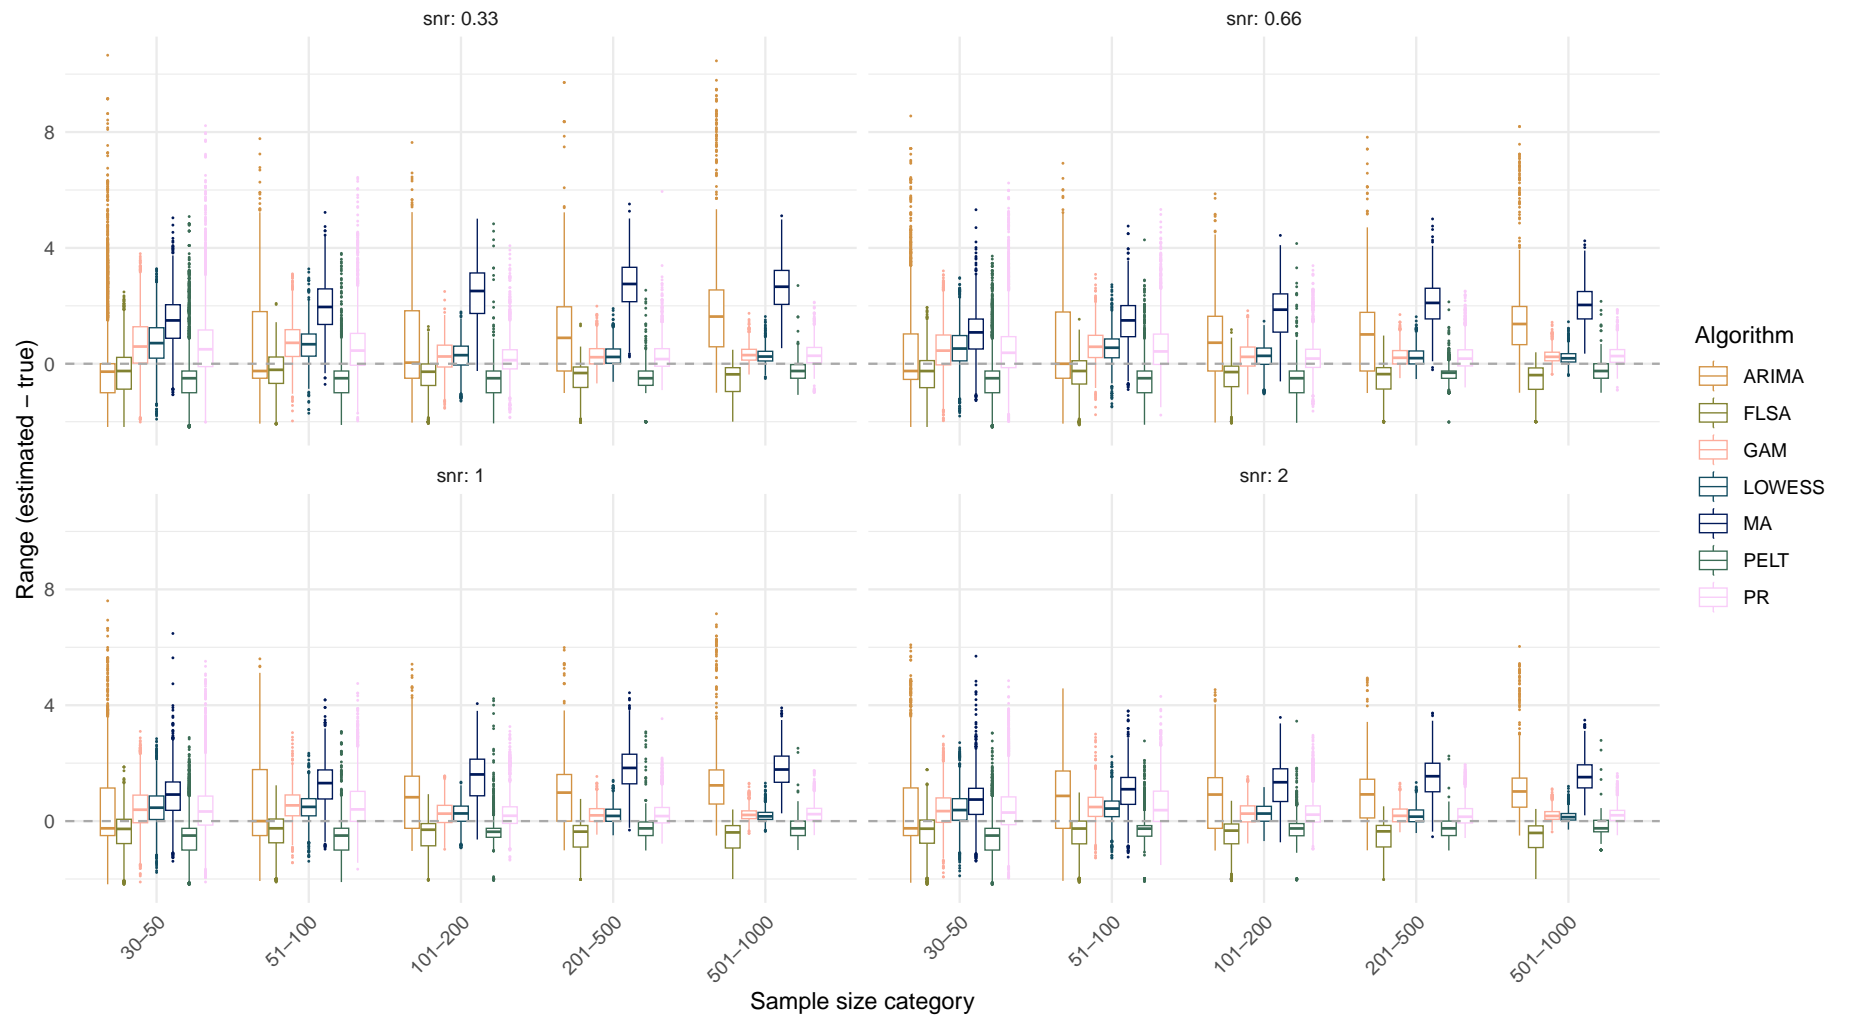 snr: 0.33
snr: 0.66
8
4
0
snr: 1
snr: 2
8
4
0
30–50
51–100
101–200
201–500
501–1000
30–50
51–100
101–200
201–500
501–1000
Sample size category
Range (estimated − true)
Algorithm
ARIMA
FLSA
GAM
LOWESS
MA
PELT
PR